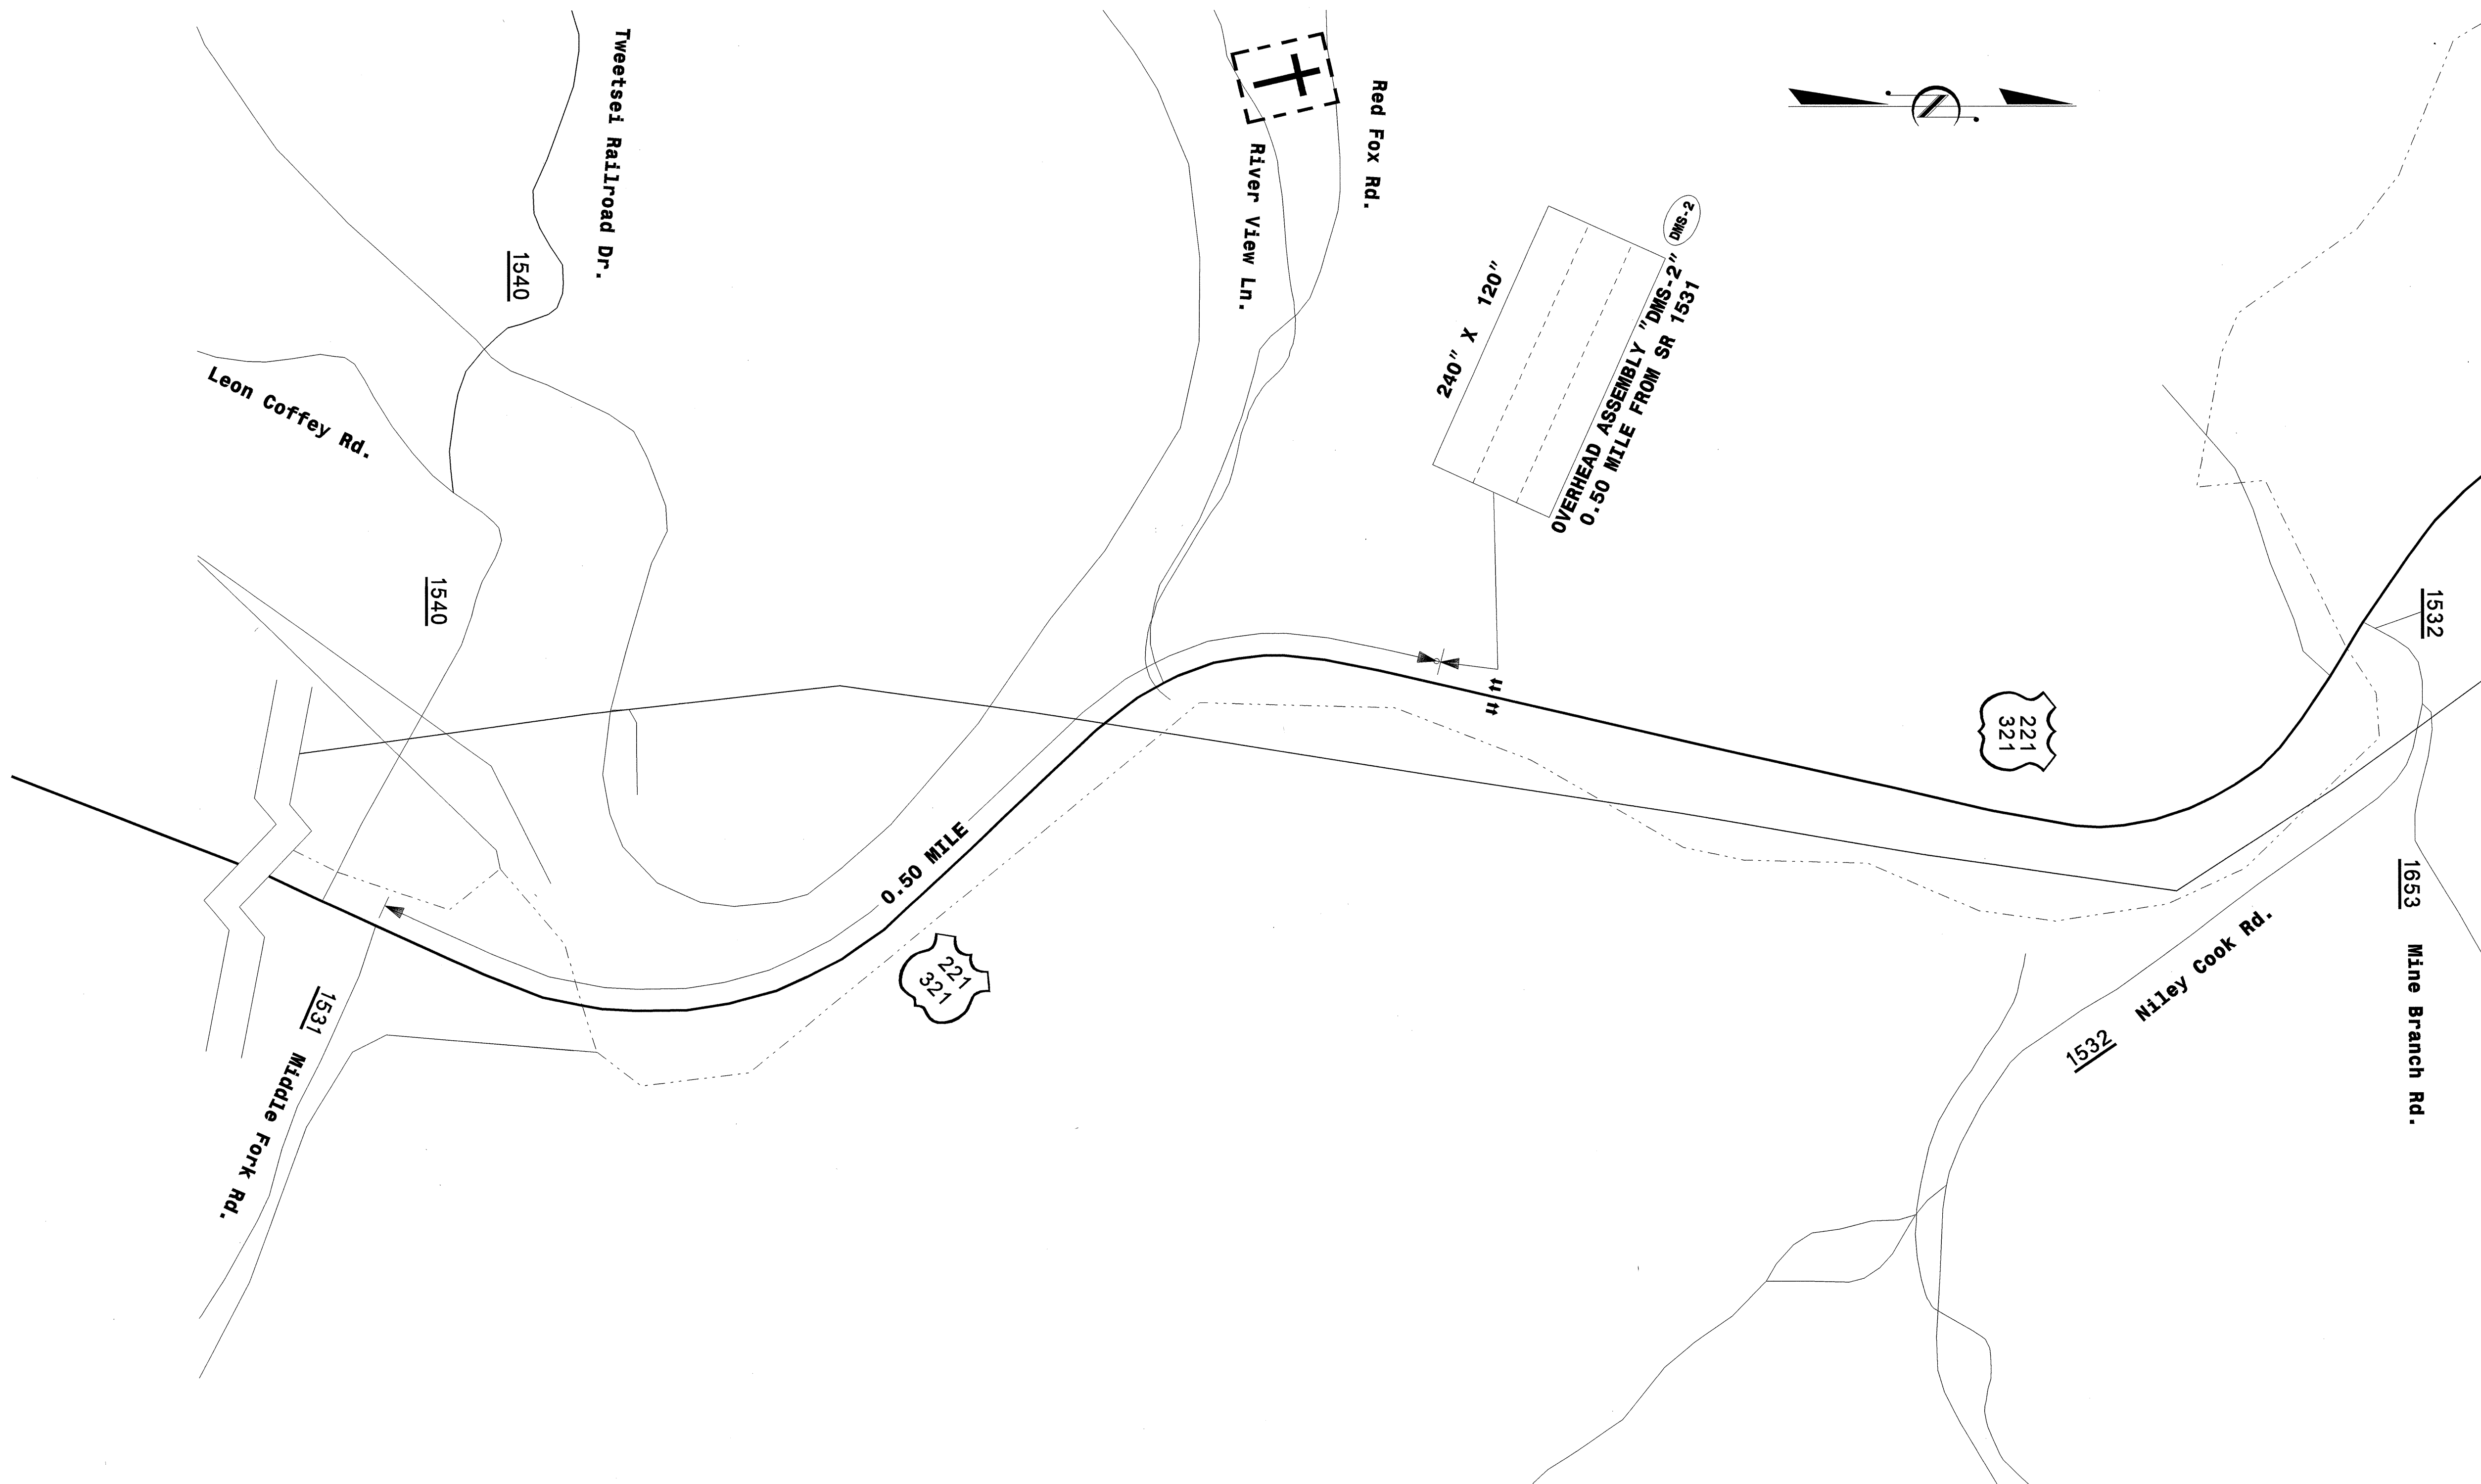 Tweetsei Railroad Dr.
1540
Leon Coffey Rd.
1540
River View Ln.
Red Fox Rd.
240" X 120"
DMS-2
OVERHEAD ASSEMBLY "DMS-2"
0.50 MILE FROM SR 1531
N
1532
221
321
0.50 MILE
221
321
1531 Middle Fork Rd.
1653 Mine Branch Rd.
1532 Niley Cook Rd.